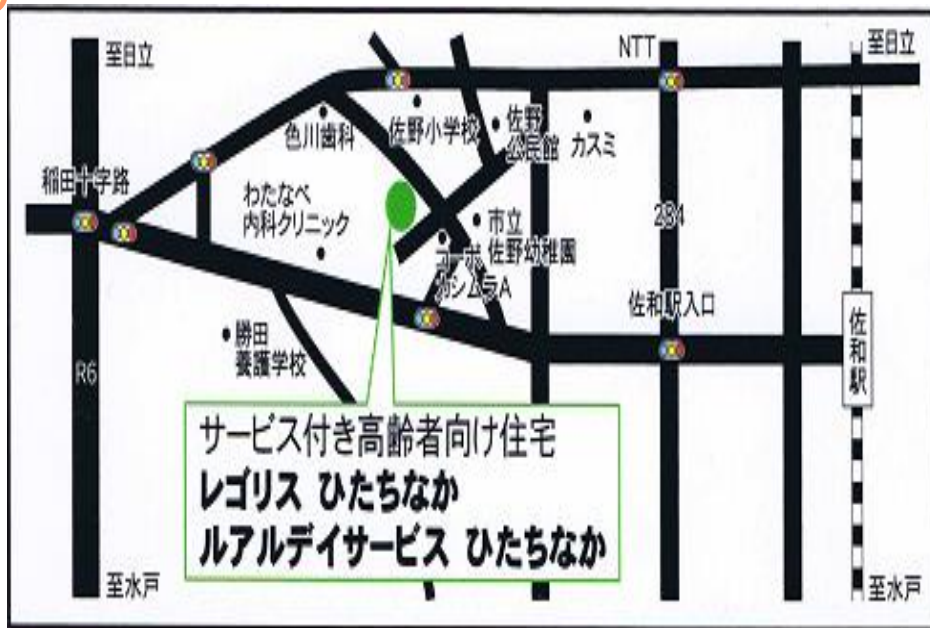 至日立
NTT
至日立
色川歯科
佐野小学校
佐野
公民館
カスミ
稲田十字路
わたなべ
内科クリニック
284
市立
佐野幼稚園
コーポ
カシムラA
佐和駅入口
佐和駅
勝田
養護学校
R6
サービス付き高齢者向け住宅
レゴリス ひたちなか
ルアルデイサービス ひたちなか
至水戸
至水戸